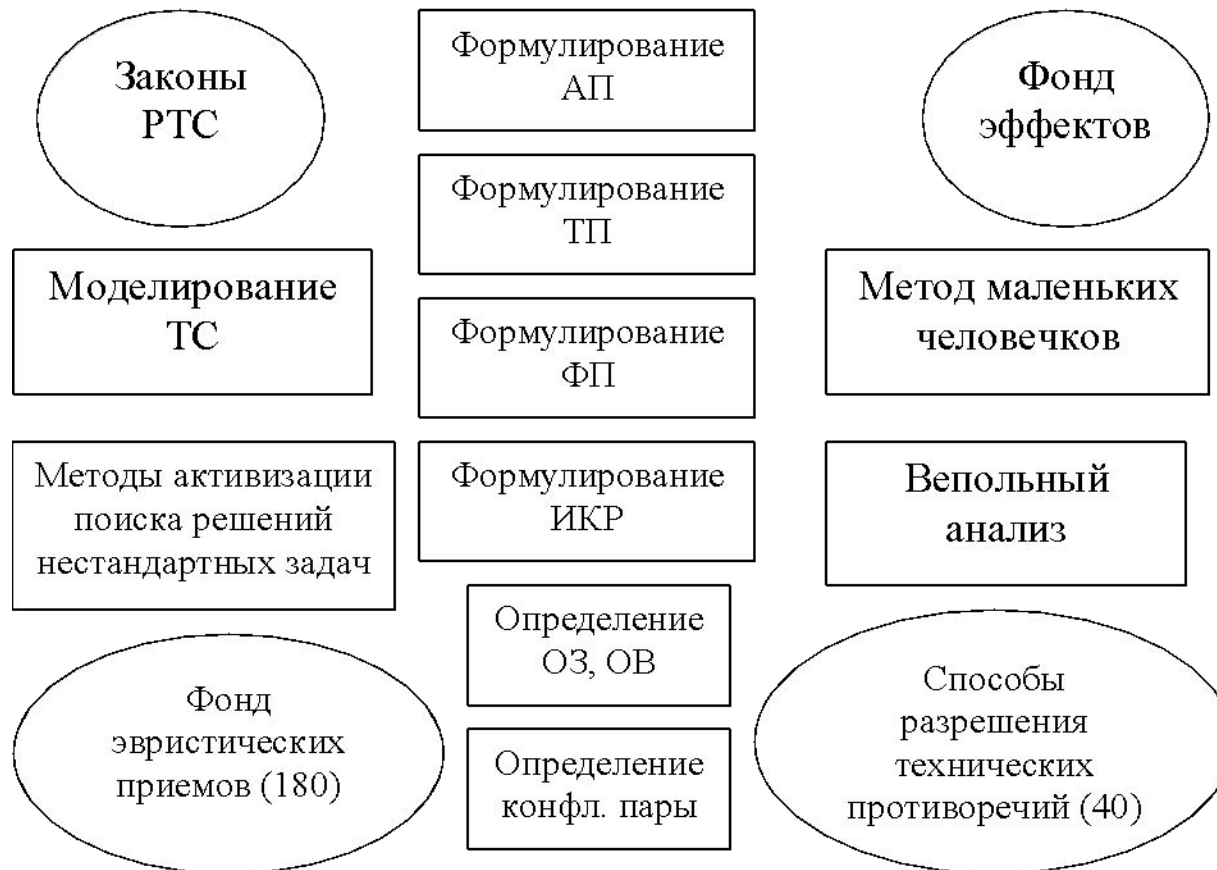 Законы
РТС
Формулирование
АП
Фонд
эффектов
Формулирование
ТП
Моделирование
ТС
Метод маленьких
человечков
Формулирование
ФП
Методы активизации
поиска решений
нестандартных задач
Формулирование
ИКР
Вепольный
анализ
Определение
ОЗ, ОВ
Фонд
эвристических
приемов (180)
Способы
разрешения
технических
противоречий (40)
Определение
конфл. пары